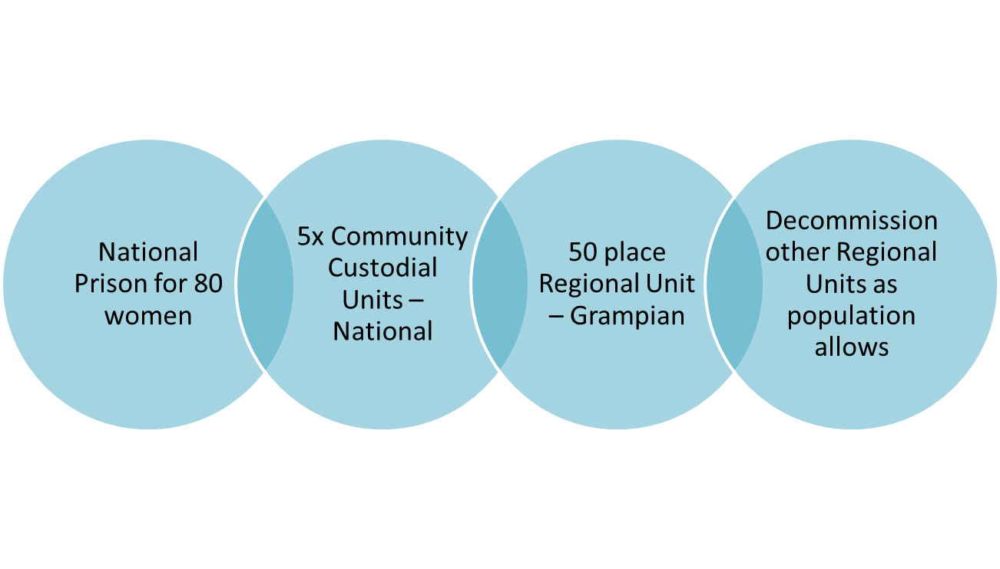 National
Prison for 80
women
5x Community
Custodial
Units –
National
50 place
Regional Unit
– Grampian
Decommission
other Regional
Units as
population
allows